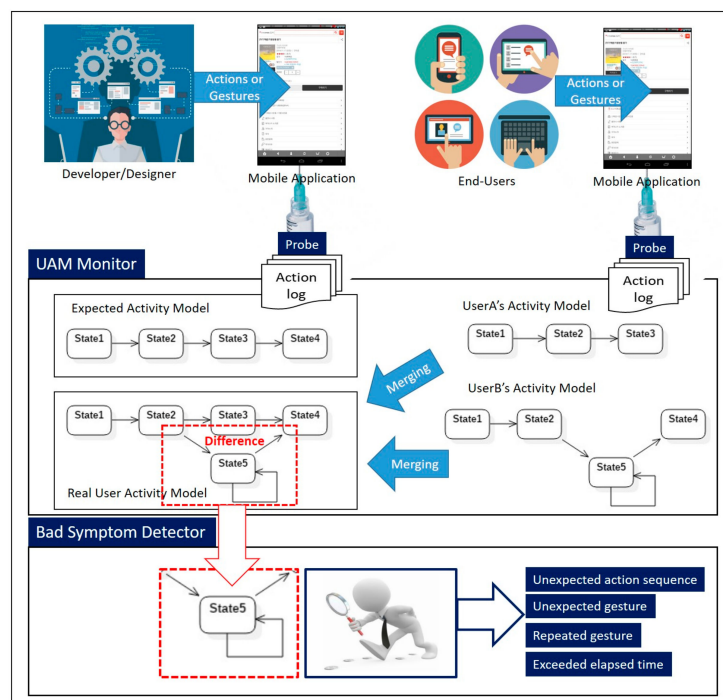 Actions or
Gestures
Developer/Designer
Mobile Application
Actions or
Gestures
End-Users
Mobile Application
Probe
Probe
UAM Monitor
Action
log
Action
log
Expected Activity Model
State1
State2
State3
State4
UserA's Activity Model
State1
State2
State3
Merging
UserB's Activity Model
State1
State2
State4
State5
Merging
State1
State2
State3
State4
Difference
State5
Real User Activity Model
Bad Symptom Detector
State5
Unexpected action sequence
Unexpected gesture
Repeated gesture
Exceeded elapsed time